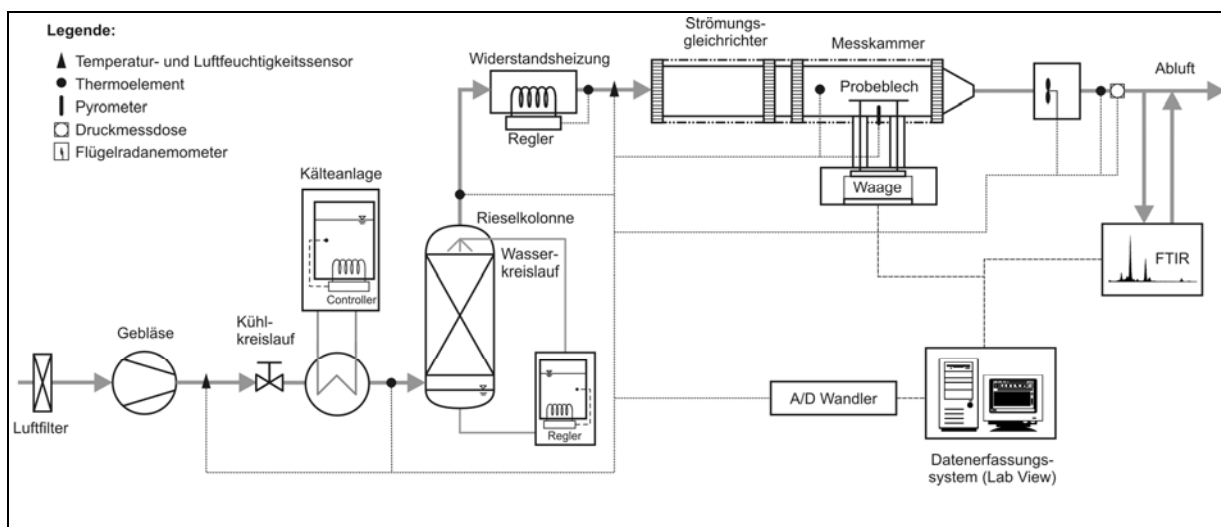 Legende:
Temperatur- und Luftfeuchtigkeitssensor
Thermoelement
Pyrometer
Druckmessdose
Flügelradanemometer
Strömungs-
gleichrichter
Messkammer
Widerstandsheizung
Probeblech
Abluft
Regler
Kälteanlage
Waage
Rieselkolonne
Wasser-
kreislauf
FTIR
Controller
Kühl-
kreislauf
Gebläse
Regler
A/D Wandler
Luftfilter
Datenerfassungs-
system (Lab View)